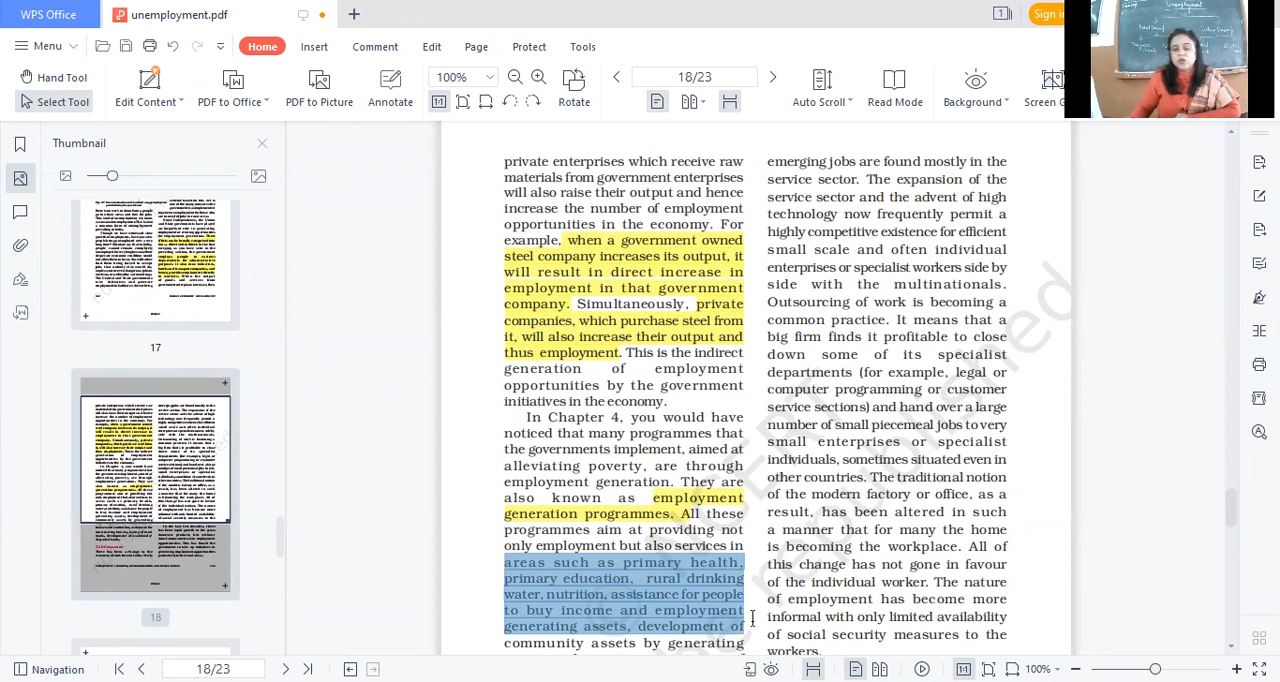 WPS Office
unemployment.pdf
Sign in
Menu
Home
Insert
Comment
Edit
Page
Protect
Tools
Hand Tool
Select Tool
Edit Content
PDF to Office
PDF to Picture
Annotate
100%
18/23
Rotate
Auto Scroll
Read Mode
Background
Screen G
Thumbnail
17
18
private enterprises which receive raw
materials from government enterprises
will also raise their output and hence
increase the number of employment
opportunities in the economy. For
example, when a government owned
steel company increases its output, it
will result in direct increase in
employment in that government
company. Simultaneously, private
companies, which purchase steel from
it, will also increase their output and
thus employment. This is the indirect
generation of employment
opportunities by the government
initiatives in the economy.
In Chapter 4, you would have
noticed that many programmes that
the governments implement, aimed at
alleviating poverty, are through
employment generation. They are
also known as employment
generation programmes. All these
programmes aim at providing not
only employment but also services in
areas such as primary health,
primary education, rural drinking
water, nutrition, assistance for people
to buy income and employment
generating assets, development of
community assets by generating
emerging jobs are found mostly in the
service sector. The expansion of the
service sector and the advent of high
technology now frequently permit a
highly competitive existence for efficient
small scale and often individual
enterprises or specialist workers side by
side with the multinationals.
Outsourcing of work is becoming a
common practice. It means that a
big firm finds it profitable to close
down some of its specialist
departments (for example, legal or
computer programming or customer
service sections) and hand over a large
number of small piecemeal jobs to very
small enterprises or specialist
individuals, sometimes situated even in
other countries. The traditional notion
of the modern factory or office, as a
result, has been altered in such
a manner that for many the home
is becoming the workplace. All of
this change has not gone in favour
of the individual worker. The nature
of employment has become more
informal with only limited availability
of social security measures to the
workers.
Navigation
18/23
100%